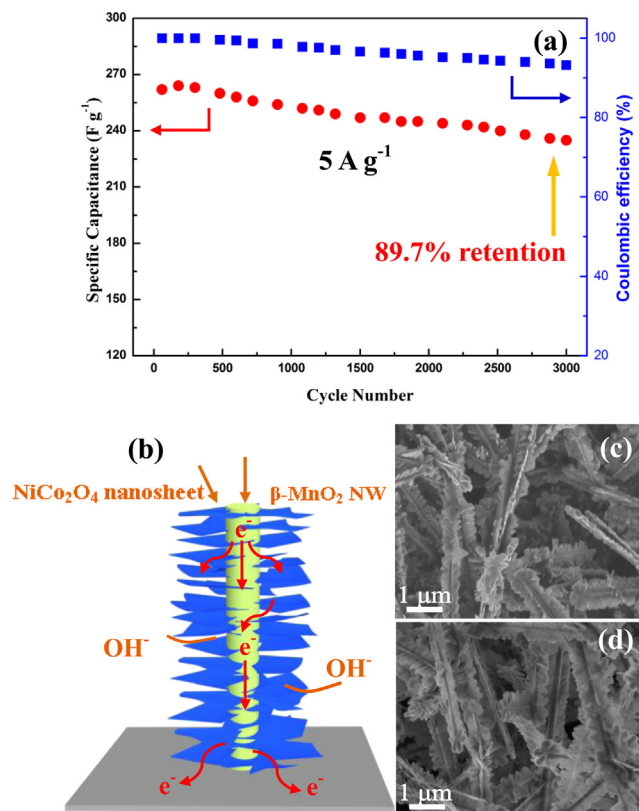 (a)
300
270
240
210
180
150
120
Specific Capacitance (F g⁻¹)
0
500
1000
1500
2000
2500
3000
Cycle Number
100
80
60
40
20
Coulombic efficiency (%)
5 A g⁻¹
89.7% retention
(b)
NiCo₂O₄ nanosheet
β-MnO₂ NW
e⁻
OH⁻
e⁻
OH⁻
e⁻
e⁻
(c)
1 μm
(d)
1 μm